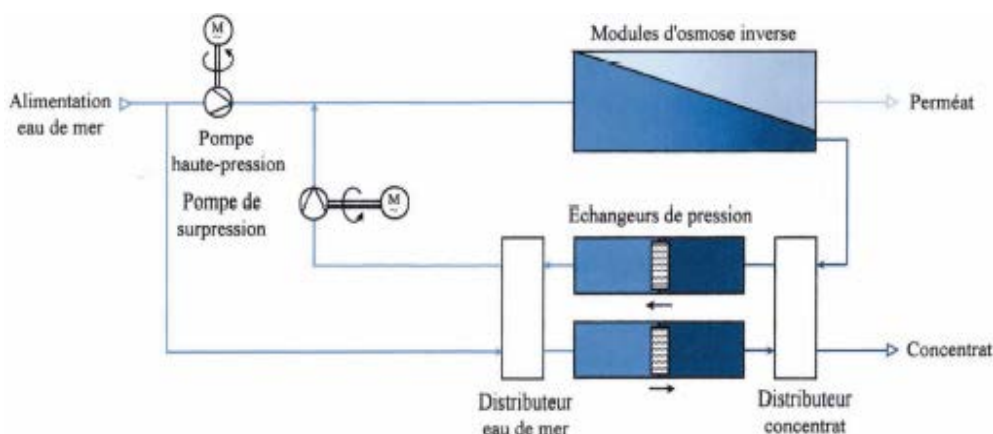 M
~
Modules d'osmose inverse
Alimentation
eau de mer
Perméat
Pompe
haute-pression
Pompe de
surpression
M
~
Echangeurs de pression
Concentrat
Distributeur
eau de mer
Distributeur
concentrat